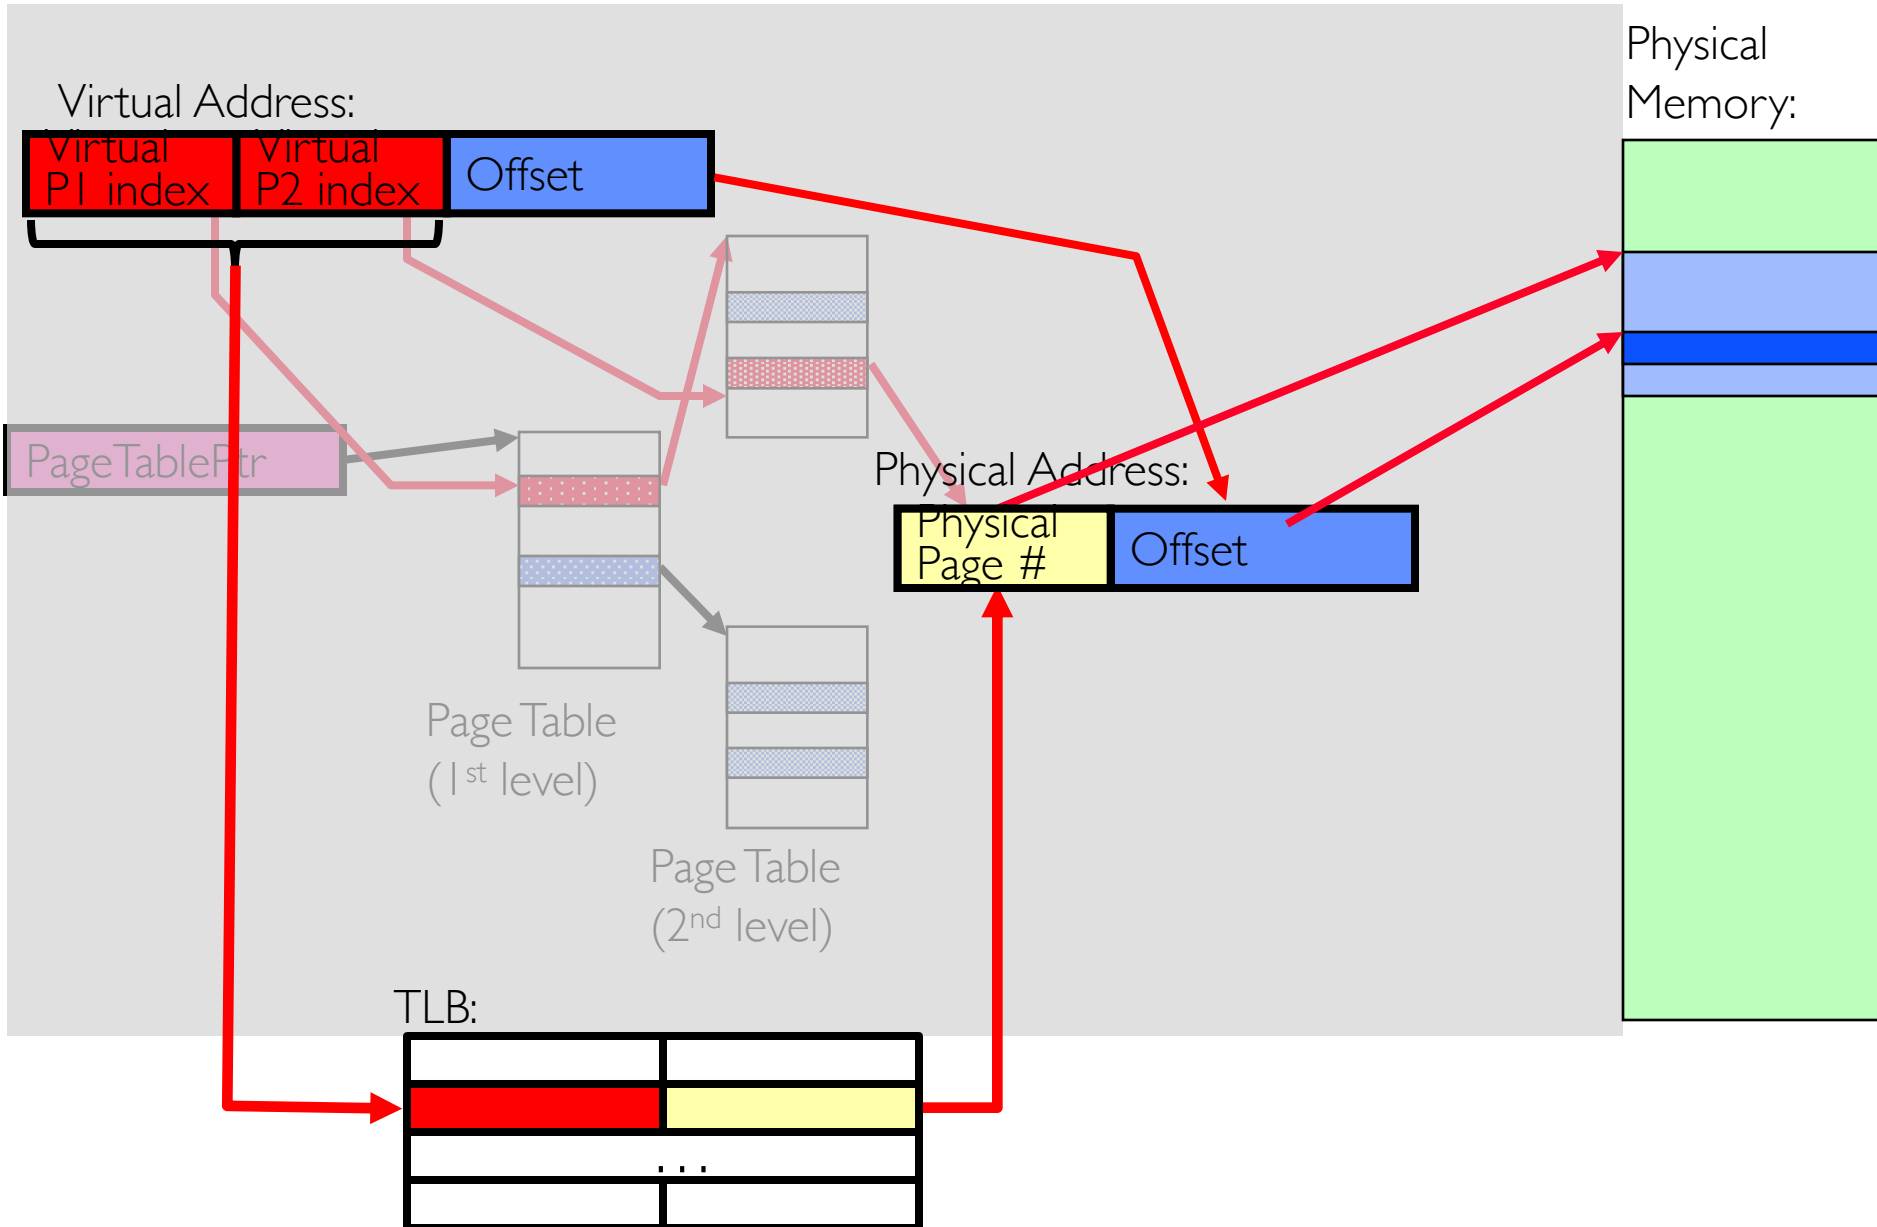 Physical
Memory:
Virtual Address:
Virtual
P1 index
Virtual
P2 index
Offset
PageTablePtr
Physical Address:
Physical
Page #
Offset
Page Table
(1st level)
Page Table
(2nd level)
TLB:
...